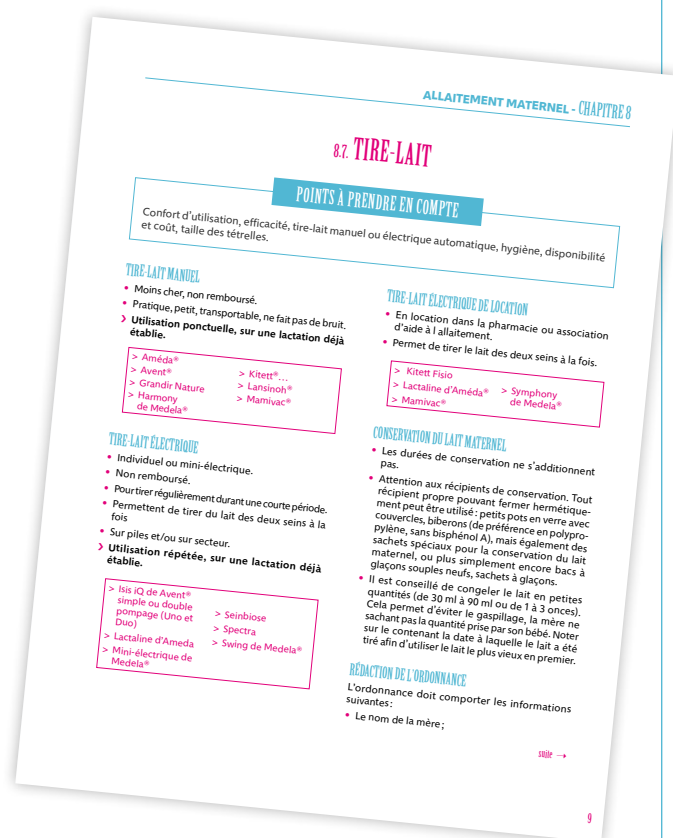 ALLAITEMENT MATERNEL - CHAPITRE 8
8.7. TIRE-LAIT
POINTS À PRENDRE EN COMPTE
Confort d'utilisation, efficacité, tire-lait manuel ou électrique automatique, hygiène, disponibilité
et coût, taille des tétrelles.
TIRE-LAIT MANUEL
• Moins cher, non remboursé.
• Pratique, petit, transportable, ne fait pas de bruit.
❯ Utilisation ponctuelle, sur une lactation déjà
établie.
> Améda®
> Avent®
> Grandir Nature
> Harmony
de Medela®
> Kitett®…
> Lansinoh®
> Mamivac®
TIRE-LAIT ÉLECTRIQUE
• Individuel ou mini-électrique.
• Non remboursé.
• Pour tirer régulièrement durant une courte période.
• Permettent de tirer du lait des deux seins à la
fois
• Sur piles et/ou sur secteur.
❯ Utilisation répétée, sur une lactation déjà
établie.
> Isis iQ de Avent®
simple ou double
pompage (Uno et
Duo)
> Lactaline d'Ameda
> Mini-électrique de
Medela®
> Seinbiose
> Spectra
> Swing de Medela®
TIRE-LAIT ÉLECTRIQUE DE LOCATION
• En location dans la pharmacie ou association
d'aide à l allaitement.
• Permet de tirer le lait des deux seins à la fois.
> Kitett Fisio
> Lactaline d'Améda®
> Mamivac®
> Symphony
de Medela®
CONSERVATION DU LAIT MATERNEL
• Les durées de conservation ne s'additionnent
pas.
• Attention aux récipients de conservation. Tout
récipient propre pouvant fermer hermétique-
ment peut être utilisé : petits pots en verre avec
couvercles, biberons (de préférence en polypro-
pylène, sans bisphénol A), mais également des
sachets spéciaux pour la conservation du lait
maternel, ou plus simplement encore bacs à
glaçons souples neufs, sachets à glaçons.
• Il est conseillé de congeler le lait en petites
quantités (de 30 ml à 90 ml ou de 1 à 3 onces).
Cela permet d'éviter le gaspillage, la mère ne
sachant pas la quantité prise par son bébé. Noter
sur le contenant la date à laquelle le lait a été
tiré afin d'utiliser le lait le plus vieux en premier.
RÉDACTION DE L'ORDONNANCE
L'ordonnance doit comporter les informations
suivantes :
• Le nom de la mère ;
suite →
9